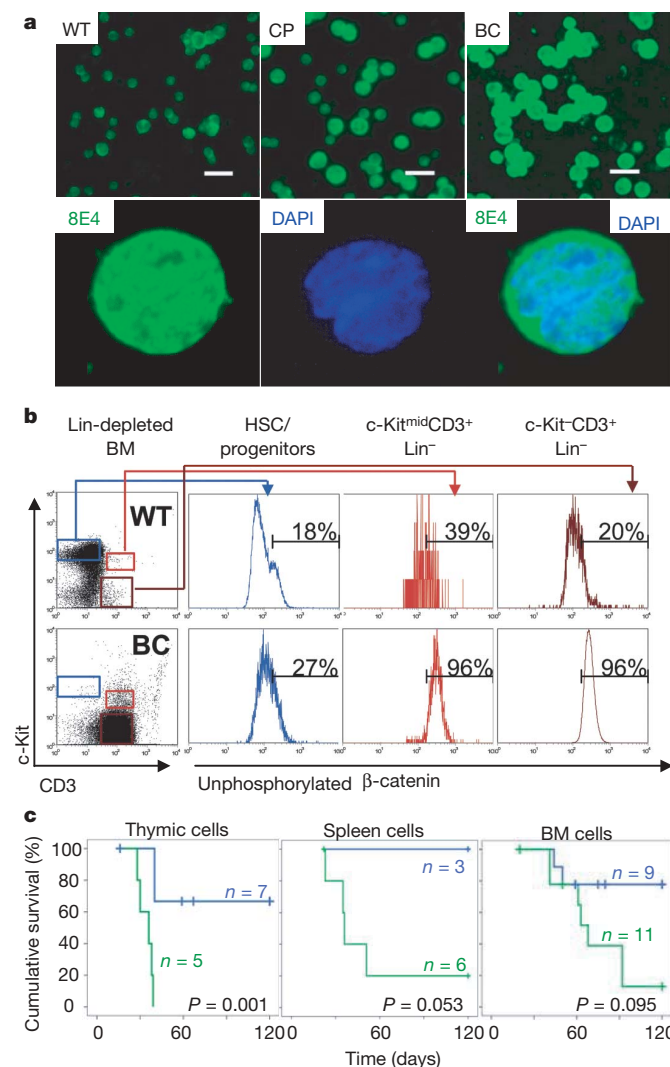 a
WT CP BC
8E4 DAPI 8E4 DAPI
b
Lin-depleted BM
HSC/ progenitors
c-Kit^midCD3+ Lin−
c-Kit−CD3+ Lin−
WT
18% 39% 20%
BC
27% 96% 96%
c-Kit
CD3
Unphosphorylated β-catenin
c
Thymic cells Spleen cells BM cells
Cumulative survival (%)
100
80
60
40
20
0
n = 7
n = 5
P = 0.001
n = 3
n = 6
P = 0.053
n = 9
n = 11
P = 0.095
0 60 120 0 60 120 0 60 120
Time (days)